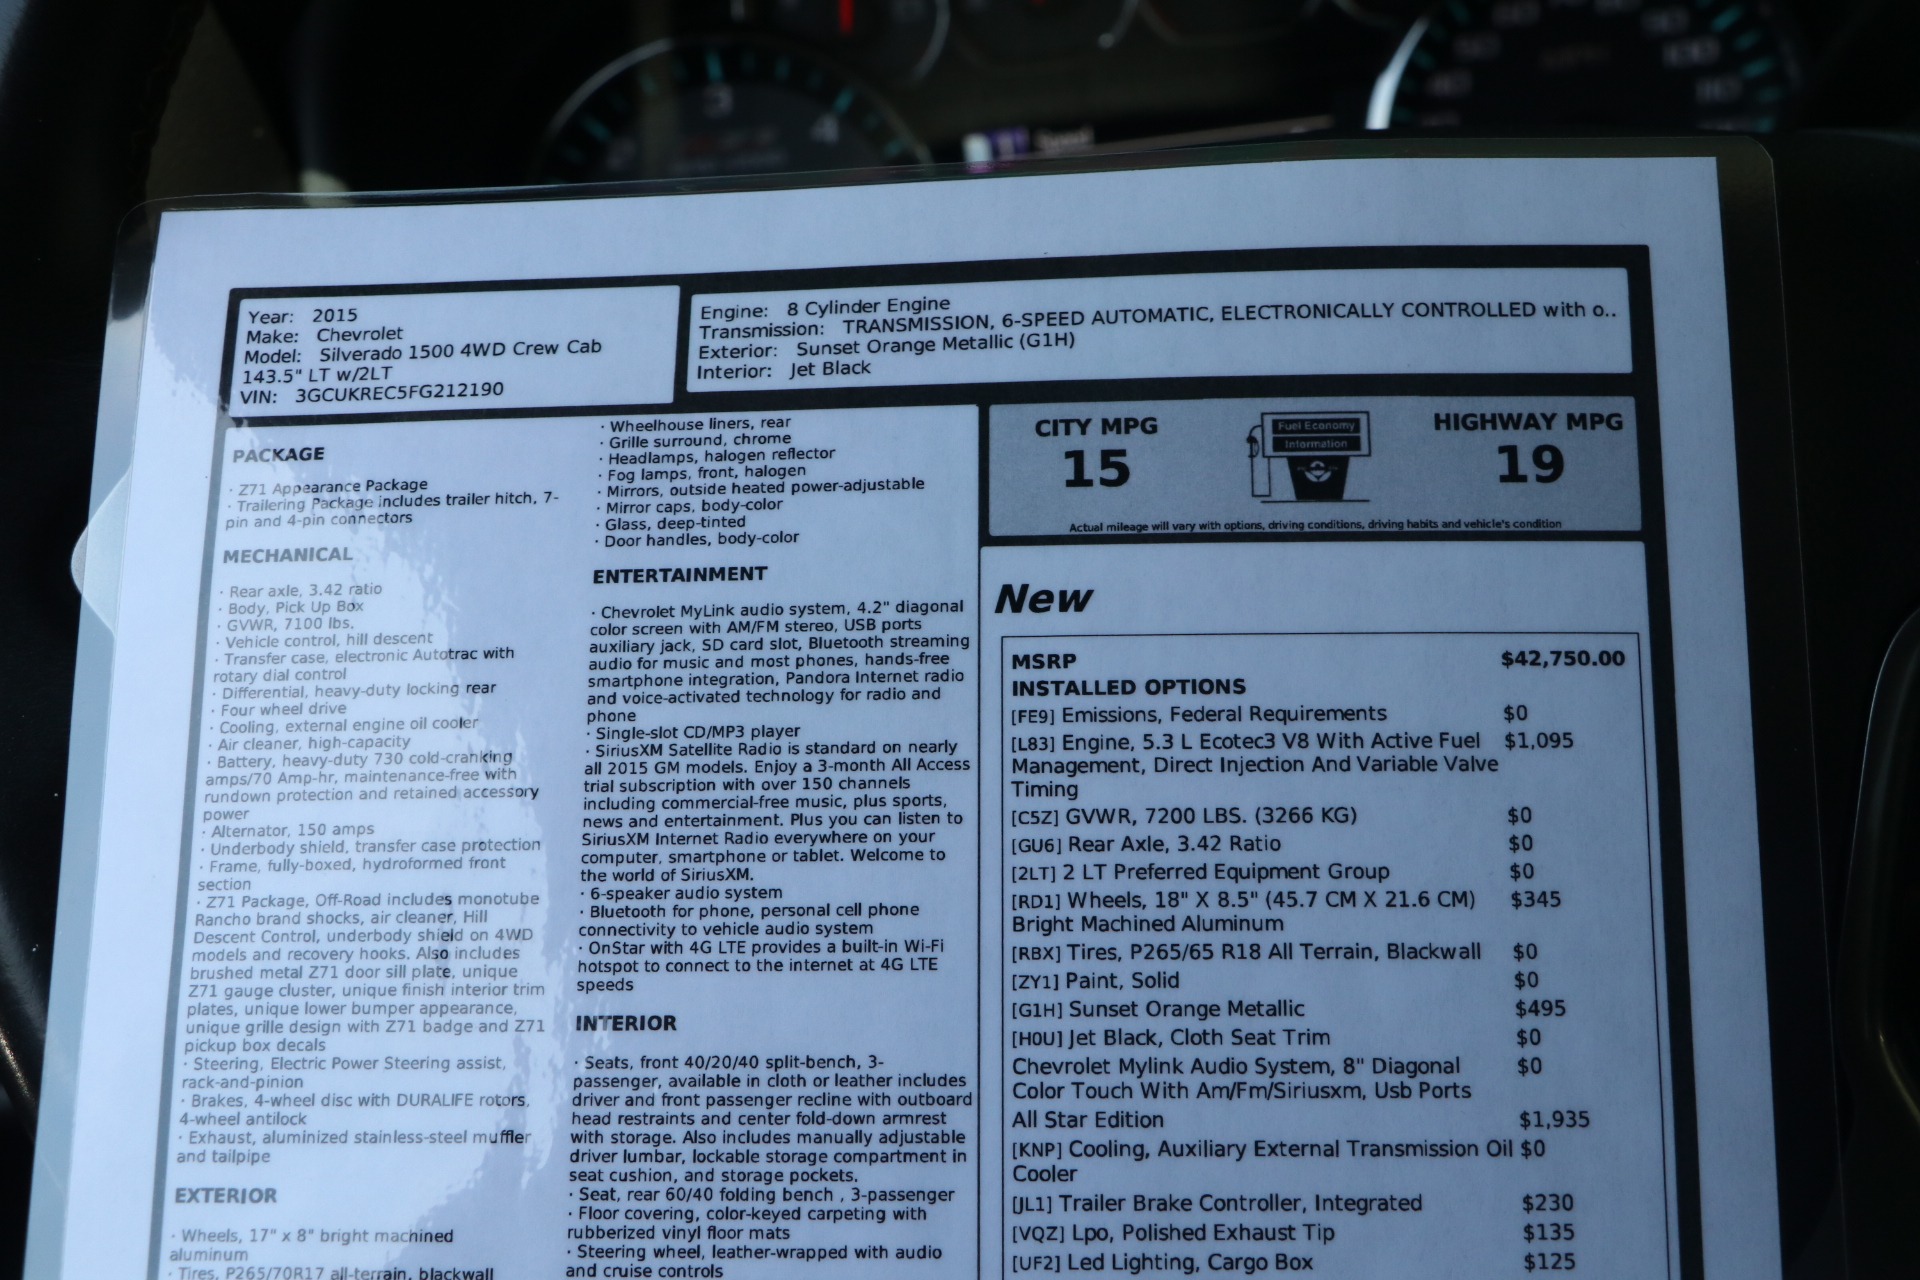 3
4
Speed
Year: 2015
Make: Chevrolet
Model: Silverado 1500 4WD Crew Cab
143.5" LT w/2LT
VIN: 3GCUKREC5FG212190
Engine: 8 Cylinder Engine
Transmission: TRANSMISSION, 6-SPEED AUTOMATIC, ELECTRONICALLY CONTROLLED with o..
Exterior: Sunset Orange Metallic (G1H)
Interior: Jet Black
PACKAGE
· Z71 Appearance Package
· Trailering Package includes trailer hitch, 7-
pin and 4-pin connectors
MECHANICAL
· Rear axle, 3.42 ratio
· Body, Pick Up Box
· GVWR, 7100 lbs.
· Vehicle control, hill descent
· Transfer case, electronic Autotrac with
rotary dial control
· Differential, heavy-duty locking rear
· Four wheel drive
· Cooling, external engine oil cooler
· Air cleaner, high-capacity
· Battery, heavy-duty 730 cold-cranking
amps/70 Amp-hr, maintenance-free with
rundown protection and retained accessory
power
· Alternator, 150 amps
· Underbody shield, transfer case protection
· Frame, fully-boxed, hydroformed front
section
· Z71 Package, Off-Road includes monotube
Rancho brand shocks, air cleaner, Hill
Descent Control, underbody shield on 4WD
models and recovery hooks. Also includes
brushed metal Z71 door sill plate, unique
Z71 gauge cluster, unique finish interior trim
plates, unique lower bumper appearance,
unique grille design with Z71 badge and Z71
pickup box decals
· Steering, Electric Power Steering assist,
rack-and-pinion
· Brakes, 4-wheel disc with DURALIFE rotors,
4-wheel antilock
· Exhaust, aluminized stainless-steel muffler
and tailpipe
EXTERIOR
· Wheels, 17" x 8" bright machined
aluminum
· Tires, P265/70R17 all-terrain, blackwall
· Wheelhouse liners, rear
· Grille surround, chrome
· Headlamps, halogen reflector
· Fog lamps, front, halogen
· Mirrors, outside heated power-adjustable
· Mirror caps, body-color
· Glass, deep-tinted
· Door handles, body-color
ENTERTAINMENT
· Chevrolet MyLink audio system, 4.2" diagonal
color screen with AM/FM stereo, USB ports
auxiliary jack, SD card slot, Bluetooth streaming
audio for music and most phones, hands-free
smartphone integration, Pandora Internet radio
and voice-activated technology for radio and
phone
· Single-slot CD/MP3 player
· SiriusXM Satellite Radio is standard on nearly
all 2015 GM models. Enjoy a 3-month All Access
trial subscription with over 150 channels
including commercial-free music, plus sports,
news and entertainment. Plus you can listen to
SiriusXM Internet Radio everywhere on your
computer, smartphone or tablet. Welcome to
the world of SiriusXM.
· 6-speaker audio system
· Bluetooth for phone, personal cell phone
connectivity to vehicle audio system
· OnStar with 4G LTE provides a built-in Wi-Fi
hotspot to connect to the internet at 4G LTE
speeds
INTERIOR
· Seats, front 40/20/40 split-bench, 3-
passenger, available in cloth or leather includes
driver and front passenger recline with outboard
head restraints and center fold-down armrest
with storage. Also includes manually adjustable
driver lumbar, lockable storage compartment in
seat cushion, and storage pockets.
· Seat, rear 60/40 folding bench , 3-passenger
· Floor covering, color-keyed carpeting with
rubberized vinyl floor mats
· Steering wheel, leather-wrapped with audio
and cruise controls
CITY MPG
15
Fuel Economy
Information
HIGHWAY MPG
19
Actual mileage will vary with options, driving conditions, driving habits and vehicle's condition
New
MSRP $42,750.00
INSTALLED OPTIONS
[FE9] Emissions, Federal Requirements $0
[L83] Engine, 5.3 L Ecotec3 V8 With Active Fuel $1,095
Management, Direct Injection And Variable Valve
Timing
[C5Z] GVWR, 7200 LBS. (3266 KG) $0
[GU6] Rear Axle, 3.42 Ratio $0
[2LT] 2 LT Preferred Equipment Group $0
[RD1] Wheels, 18" X 8.5" (45.7 CM X 21.6 CM) $345
Bright Machined Aluminum
[RBX] Tires, P265/65 R18 All Terrain, Blackwall $0
[ZY1] Paint, Solid $0
[G1H] Sunset Orange Metallic $495
[H0U] Jet Black, Cloth Seat Trim $0
Chevrolet Mylink Audio System, 8" Diagonal $0
Color Touch With Am/Fm/Siriusxm, Usb Ports
All Star Edition $1,935
[KNP] Cooling, Auxiliary External Transmission Oil $0
Cooler
[JL1] Trailer Brake Controller, Integrated $230
[VQZ] Lpo, Polished Exhaust Tip $135
[UF2] Led Lighting, Cargo Box $125